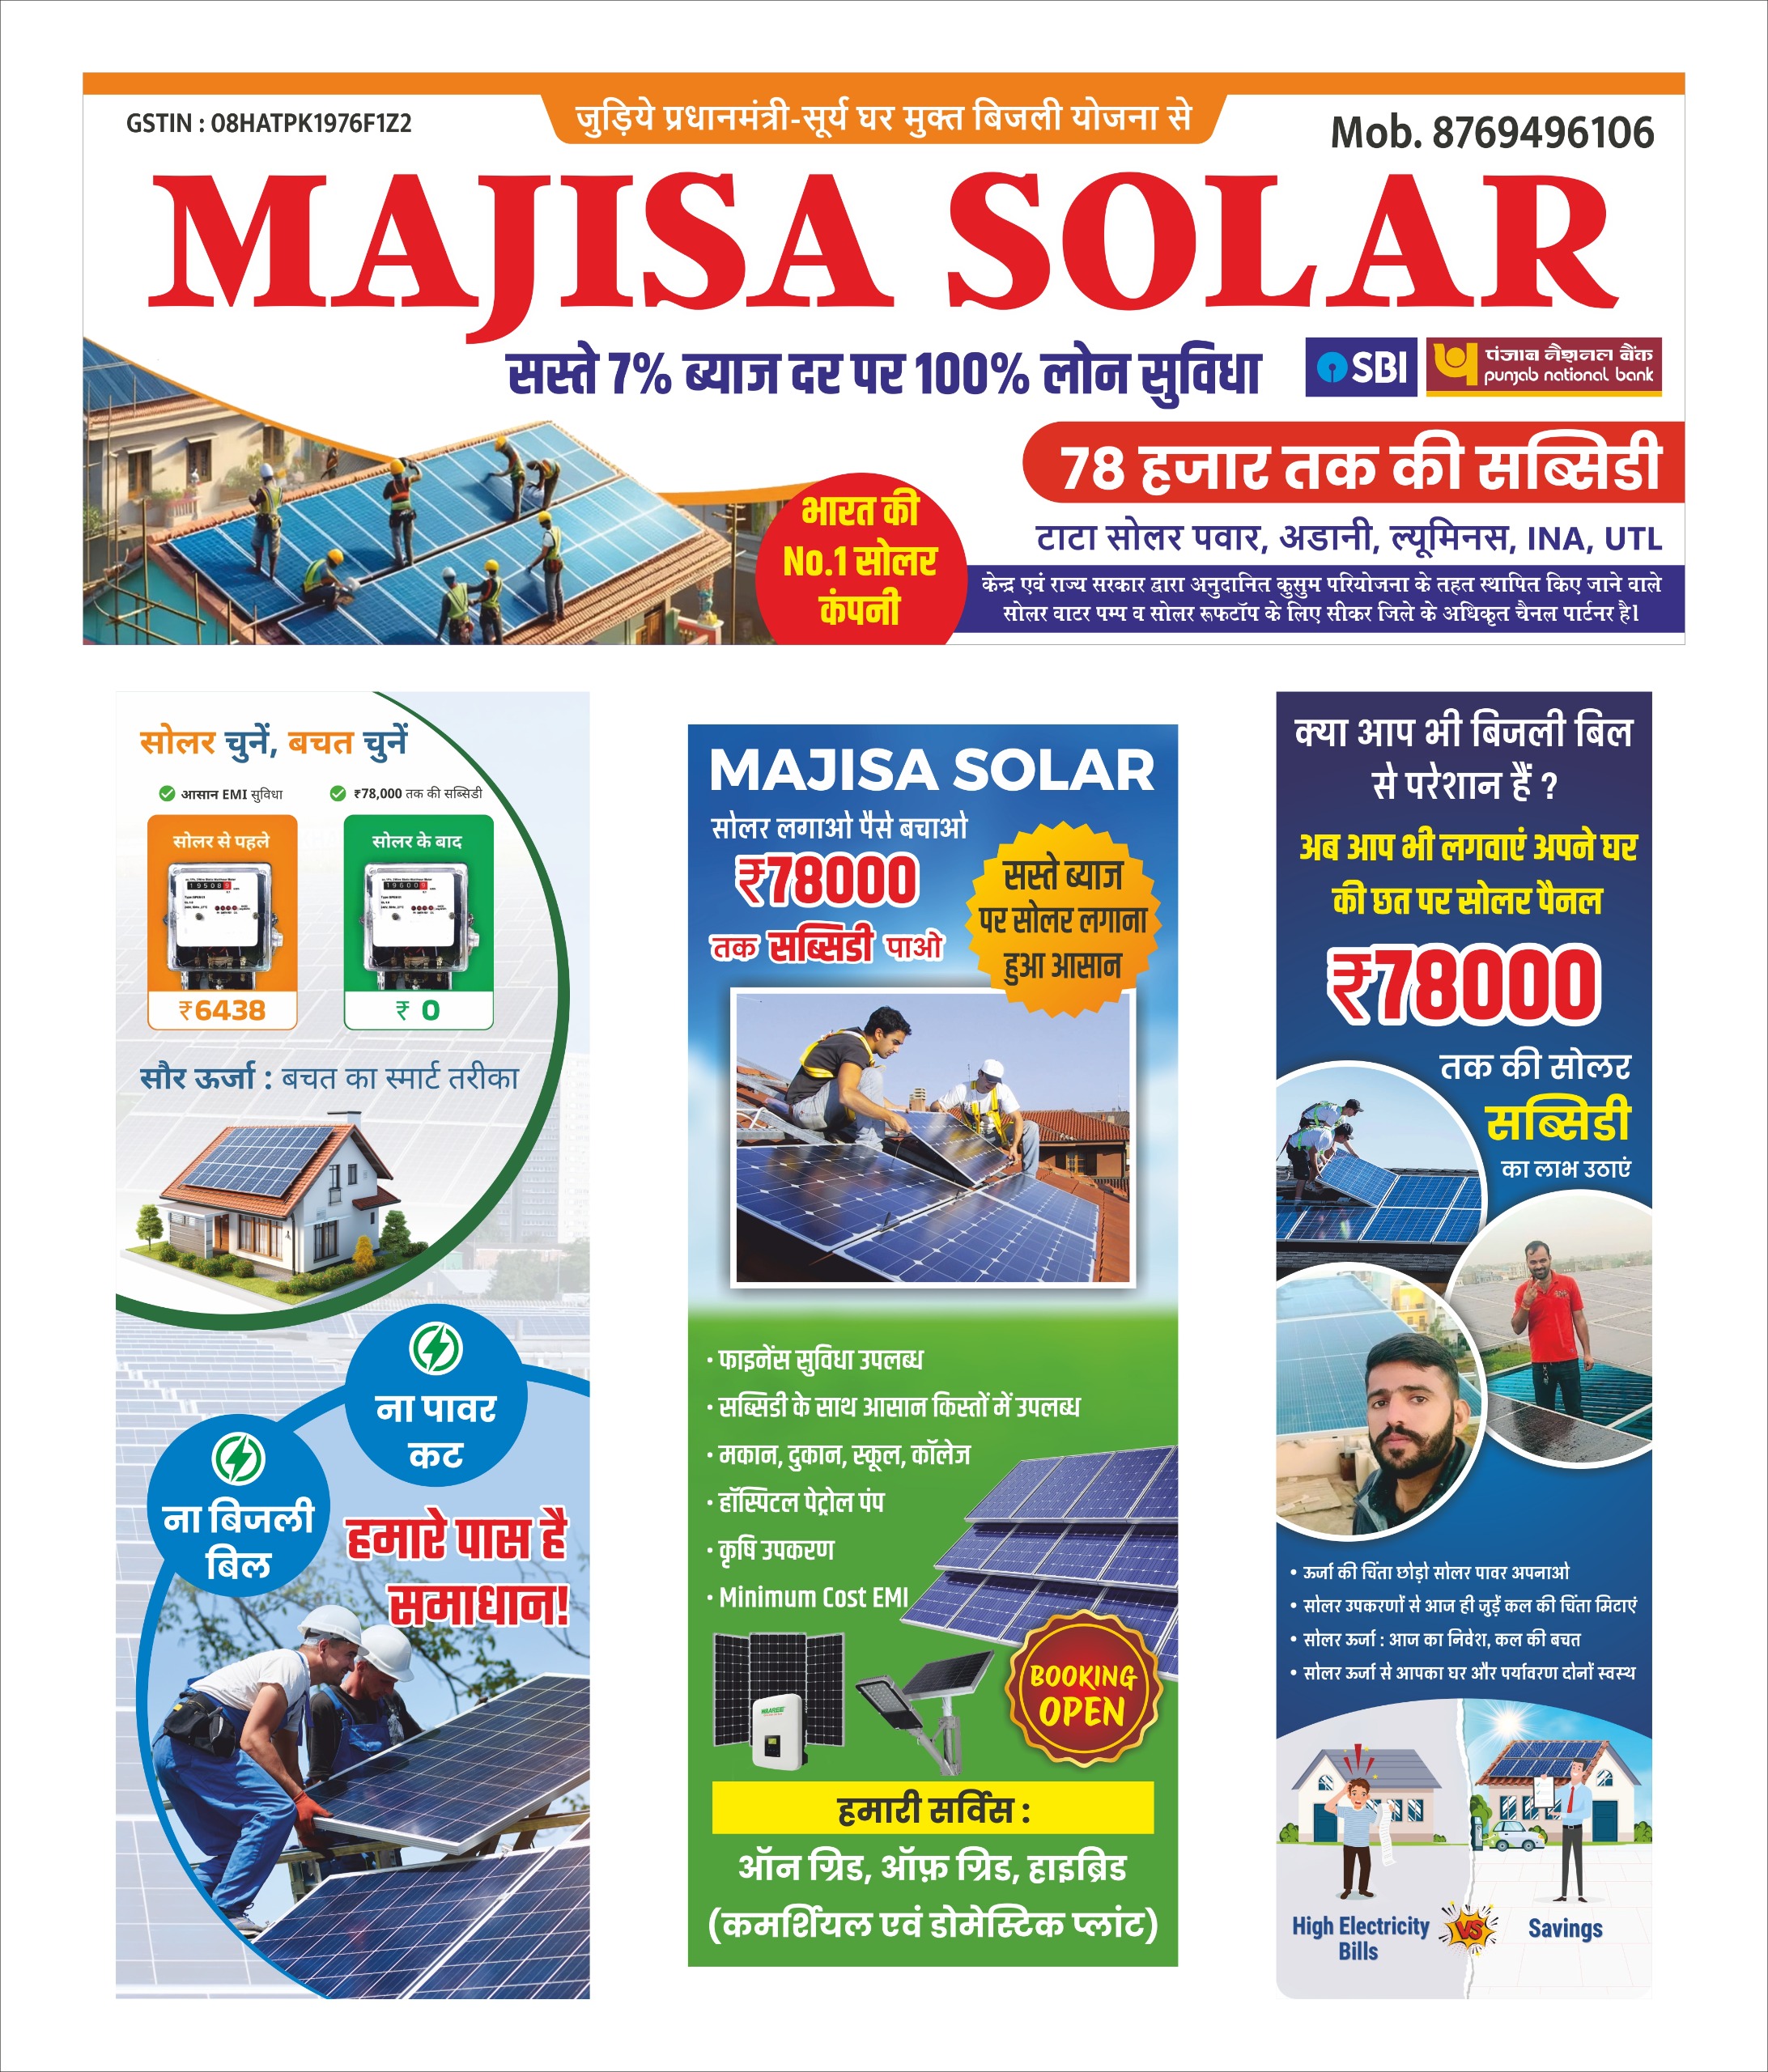 GSTIN : 08HATPK1976F1Z2
जुड़िये प्रधानमंत्री-सूर्य घर मुक्त बिजली योजना से
Mob. 8769496106
MAJISA SOLAR
सस्ते 7% ब्याज दर पर 100% लोन सुविधा
SBI
पंजाब नैशनल बैंक
punjab national bank
78 हजार तक की सब्सिडी
भारत की
No.1 सोलर
कंपनी
टाटा सोलर पवार, अडानी, ल्यूमिनस, INA, UTL
केन्द्र एवं राज्य सरकार द्वारा अनुदानित कुसुम परियोजना के तहत स्थापित किए जाने वाले
सोलर वाटर पम्प व सोलर रूफटॉप के लिए सीकर जिले के अधिकृत चैनल पार्टनर है।
सोलर चुनें, बचत चुनें
आसान EMI सुविधा
₹78,000 तक की सब्सिडी
सोलर से पहले
सोलर के बाद
₹6438
₹ 0
सौर ऊर्जा : बचत का स्मार्ट तरीका
ना पावर
कट
ना बिजली
बिल
हमारे पास है
समाधान!
MAJISA SOLAR
सोलर लगाओ पैसे बचाओ
₹78000
तक सब्सिडी पाओ
सस्ते ब्याज
पर सोलर लगाना
हुआ आसान
• फाइनेंस सुविधा उपलब्ध
• सब्सिडी के साथ आसान किस्तों में उपलब्ध
• मकान, दुकान, स्कूल, कॉलेज
• हॉस्पिटल पेट्रोल पंप
• कृषि उपकरण
• Minimum Cost EMI
BOOKING
OPEN
हमारी सर्विस :
ऑन ग्रिड, ऑफ़ ग्रिड, हाइब्रिड
(कमर्शियल एवं डोमेस्टिक प्लांट)
क्या आप भी बिजली बिल
से परेशान हैं ?
अब आप भी लगवाएं अपने घर
की छत पर सोलर पैनल
₹78000
तक की सोलर
सब्सिडी
का लाभ उठाएं
• ऊर्जा की चिंता छोड़ो सोलर पावर अपनाओ
• सोलर उपकरणों से आज ही जुड़ें कल की चिंता मिटाएं
• सोलर ऊर्जा : आज का निवेश, कल की बचत
• सोलर ऊर्जा से आपका घर और पर्यावरण दोनों स्वस्थ
High Electricity
Bills
VS
Savings